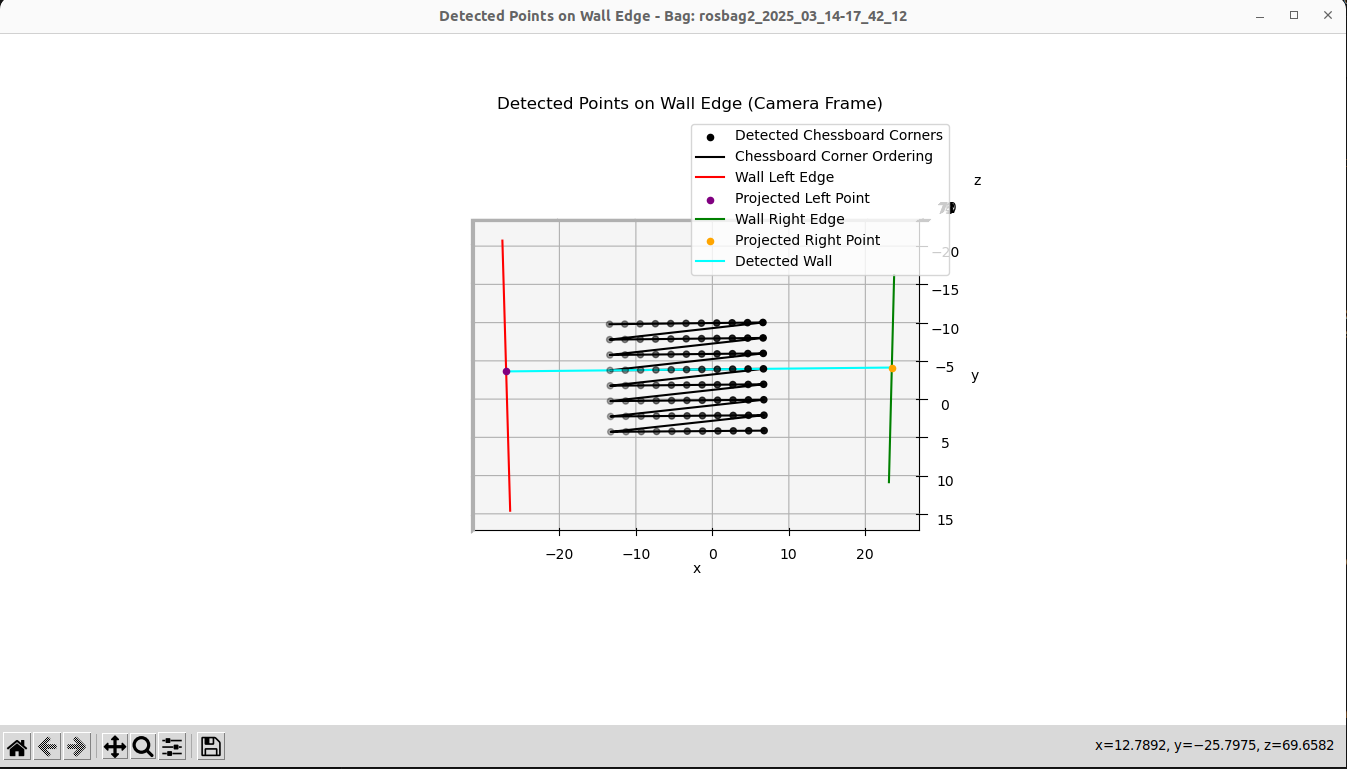 Detected Points on Wall Edge - Bag: rosbag2_2025_03_14-17_42_12
Detected Points on Wall Edge (Camera Frame)
Detected Chessboard Corners
Chessboard Corner Ordering
Wall Left Edge
Projected Left Point
Wall Right Edge
Projected Right Point
Detected Wall
z
−20
−15
−10
−5
y
0
5
10
15
−20
−10
0
10
20
x
x=12.7892, y=−25.7975, z=69.6582